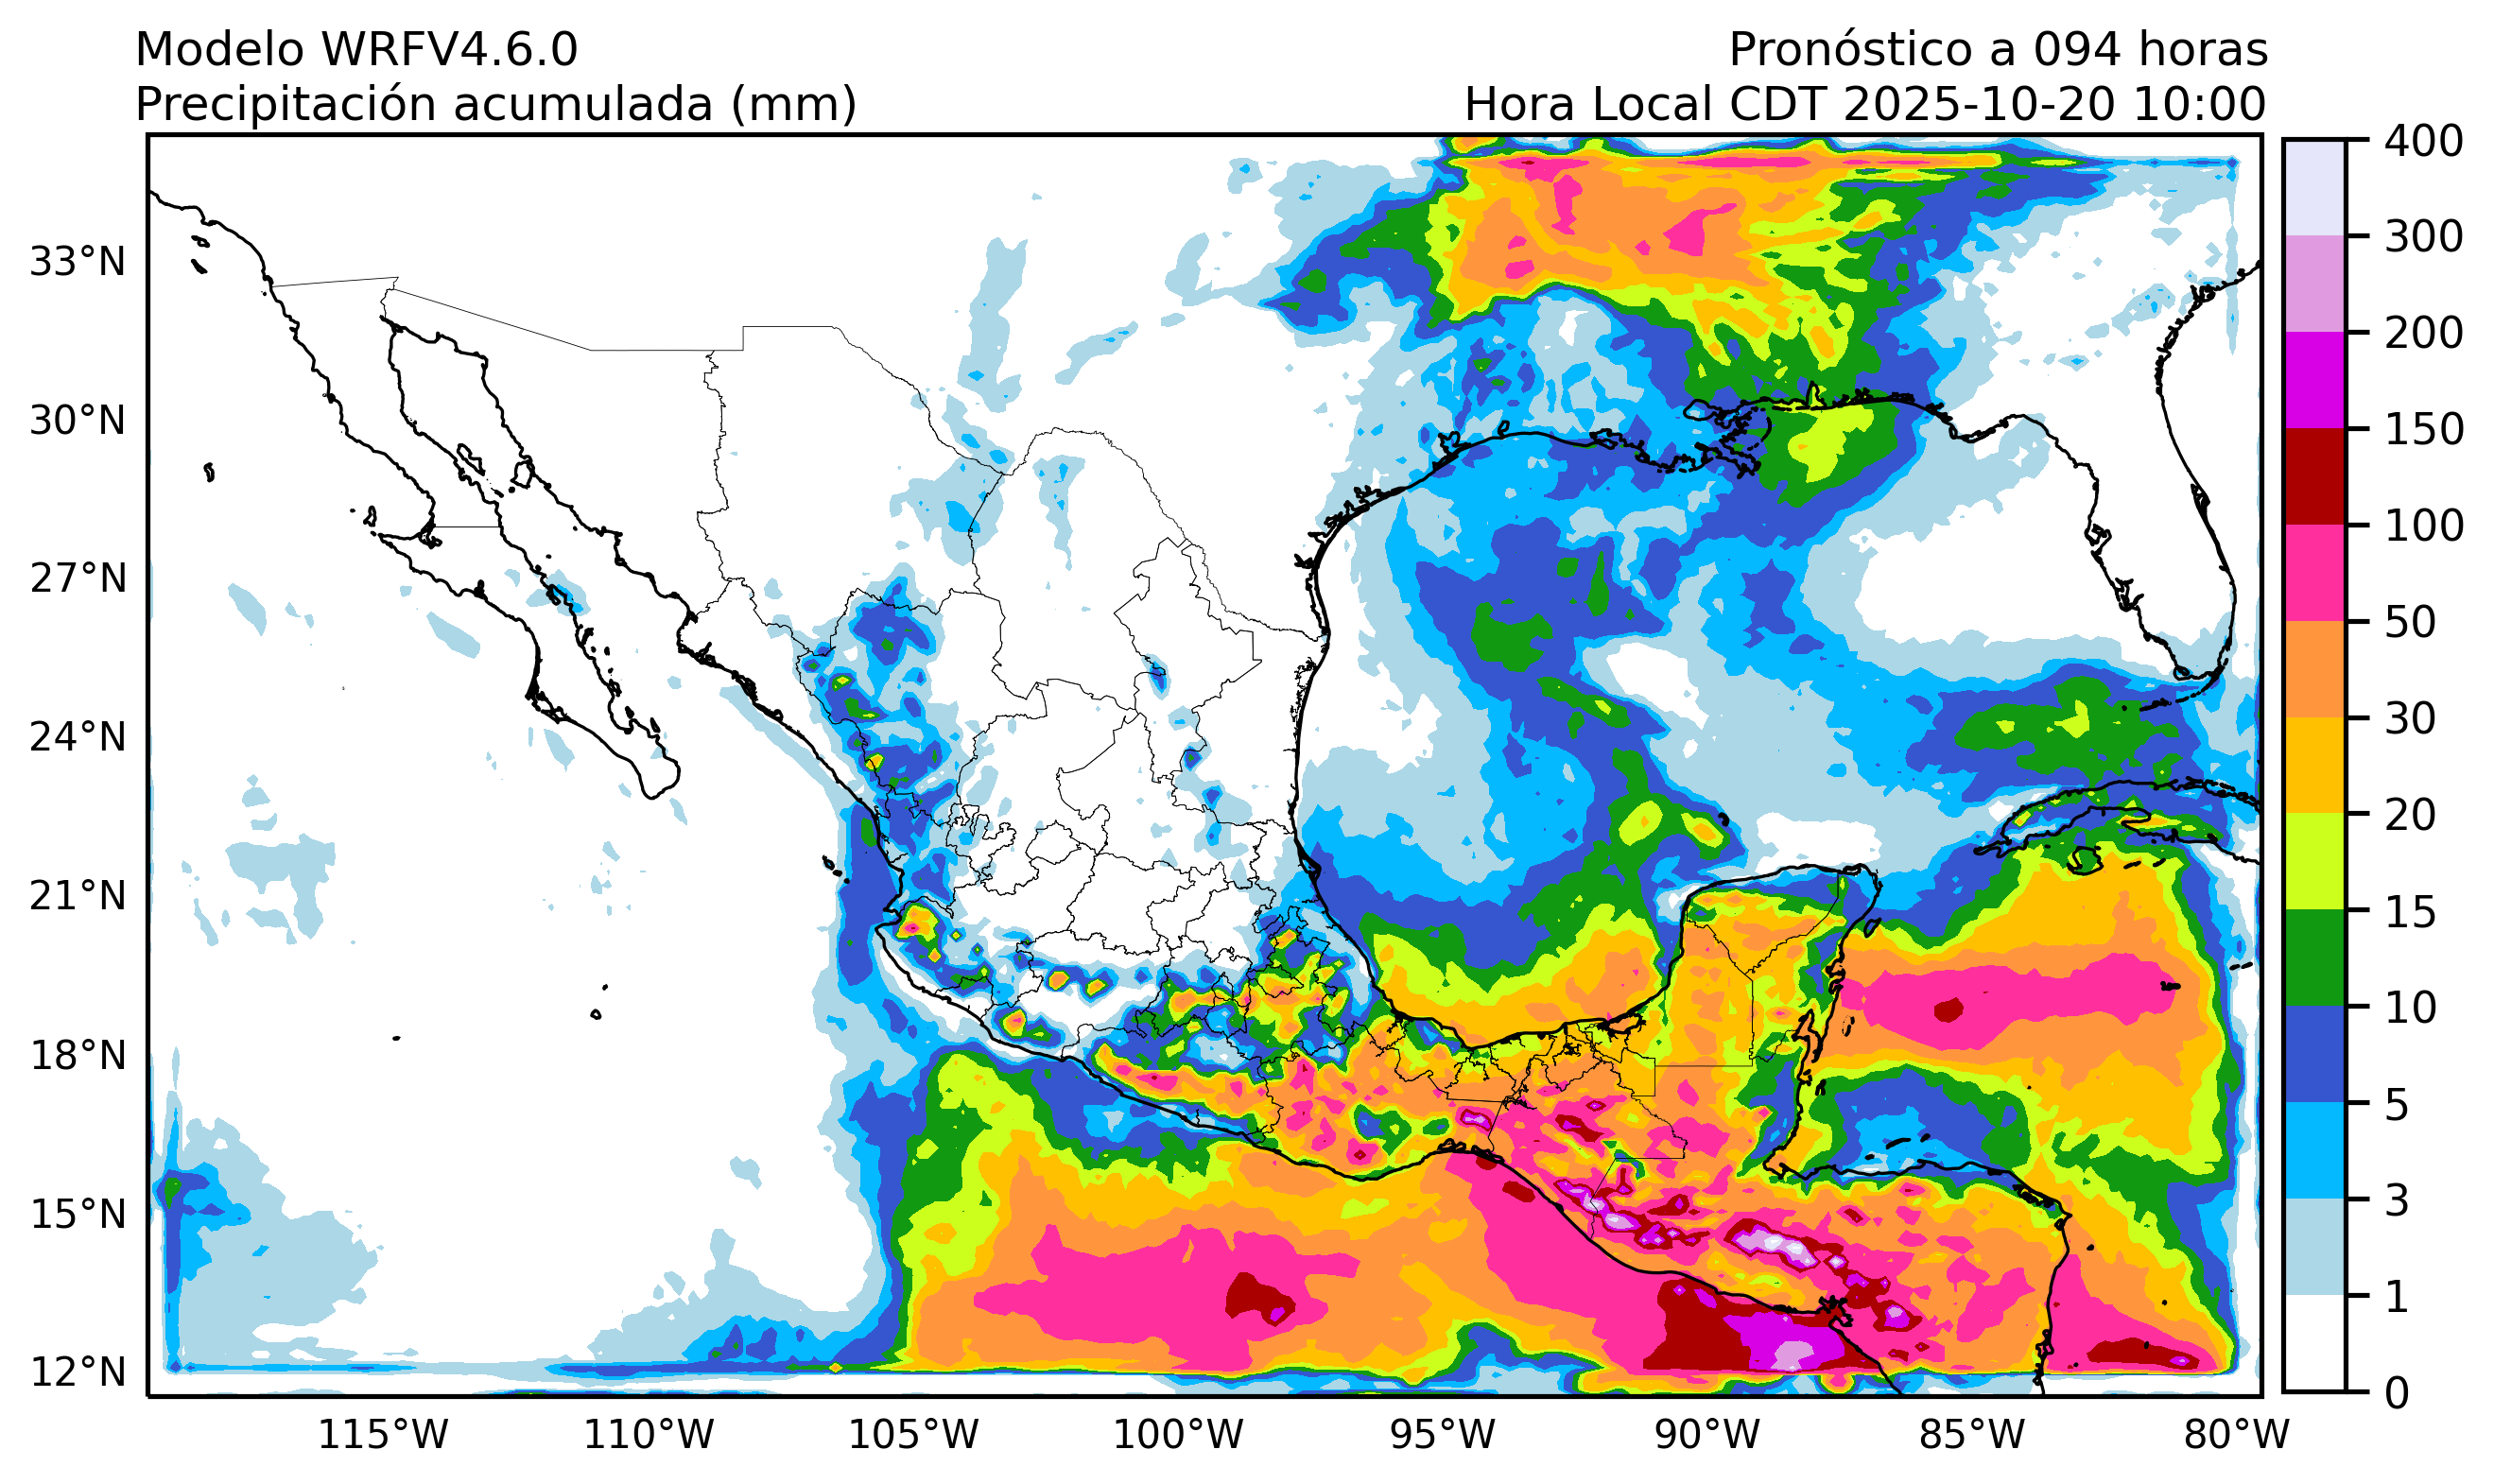 Modelo WRFV4.6.0
Pronóstico a 094 horas
Precipitación acumulada (mm)
Hora Local CDT 2025-10-20 10:00
33°N
30°N
27°N
24°N
21°N
18°N
15°N
12°N
115°W
110°W
105°W
100°W
95°W
90°W
85°W
80°W
400
300
200
150
100
50
30
20
15
10
5
3
1
0